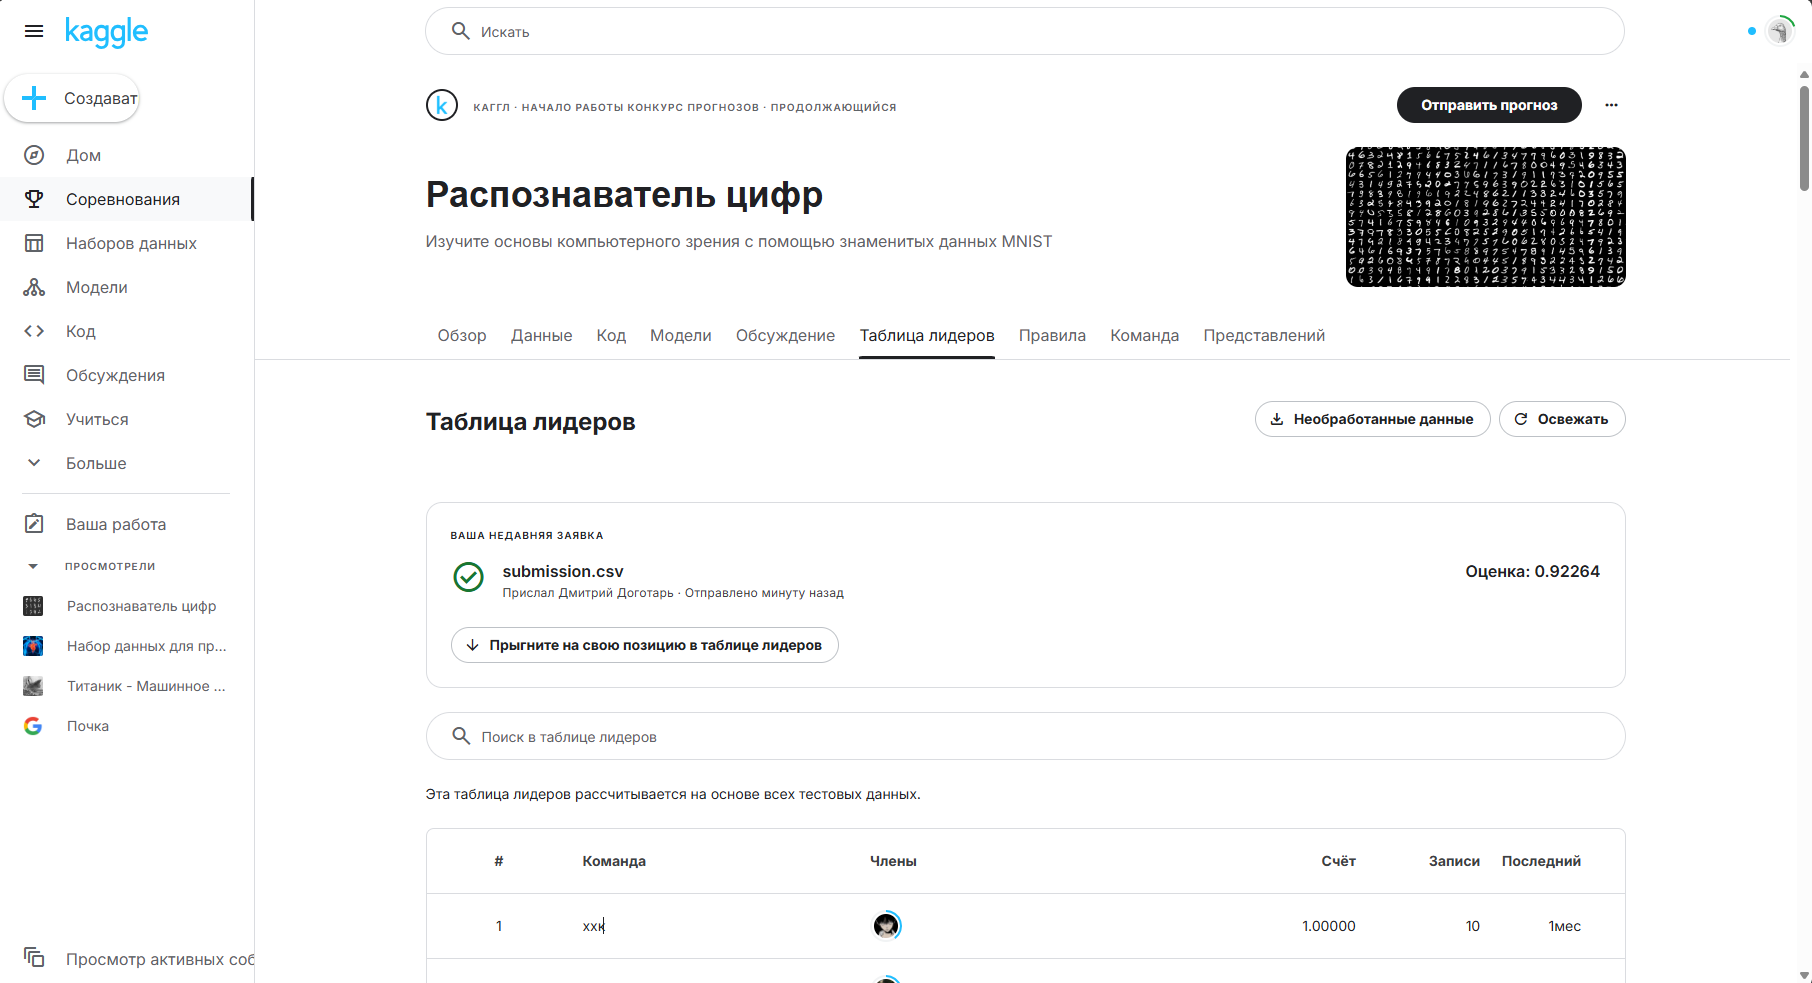 kaggle
Искать
Создават
КАГГЛ · НАЧАЛО РАБОТЫ КОНКУРС ПРОГНОЗОВ · ПРОДОЛЖАЮЩИЙСЯ
Отправить прогноз
Дом
Соревнования
Наборов данных
Модели
Код
Обсуждения
Учиться
Больше
Ваша работа
ПРОСМОТРЕЛИ
Распознаватель цифр
Набор данных для пр...
Титаник - Машинное ...
Почка
Просмотр активных соб
Распознаватель цифр
Изучите основы компьютерного зрения с помощью знаменитых данных MNIST
Обзор Данные Код Модели Обсуждение Таблица лидеров Правила Команда Представлений
Таблица лидеров
Необработанные данные
Освежать
ВАША НЕДАВНЯЯ ЗАЯВКА
submission.csv
Оценка: 0.92264
Прислал Дмитрий Доготарь · Отправлено минуту назад
Прыгните на свою позицию в таблице лидеров
Поиск в таблице лидеров
Эта таблица лидеров рассчитывается на основе всех тестовых данных.
# Команда Члены Счёт Записи Последний
1 ххк 1.00000 10 1мес